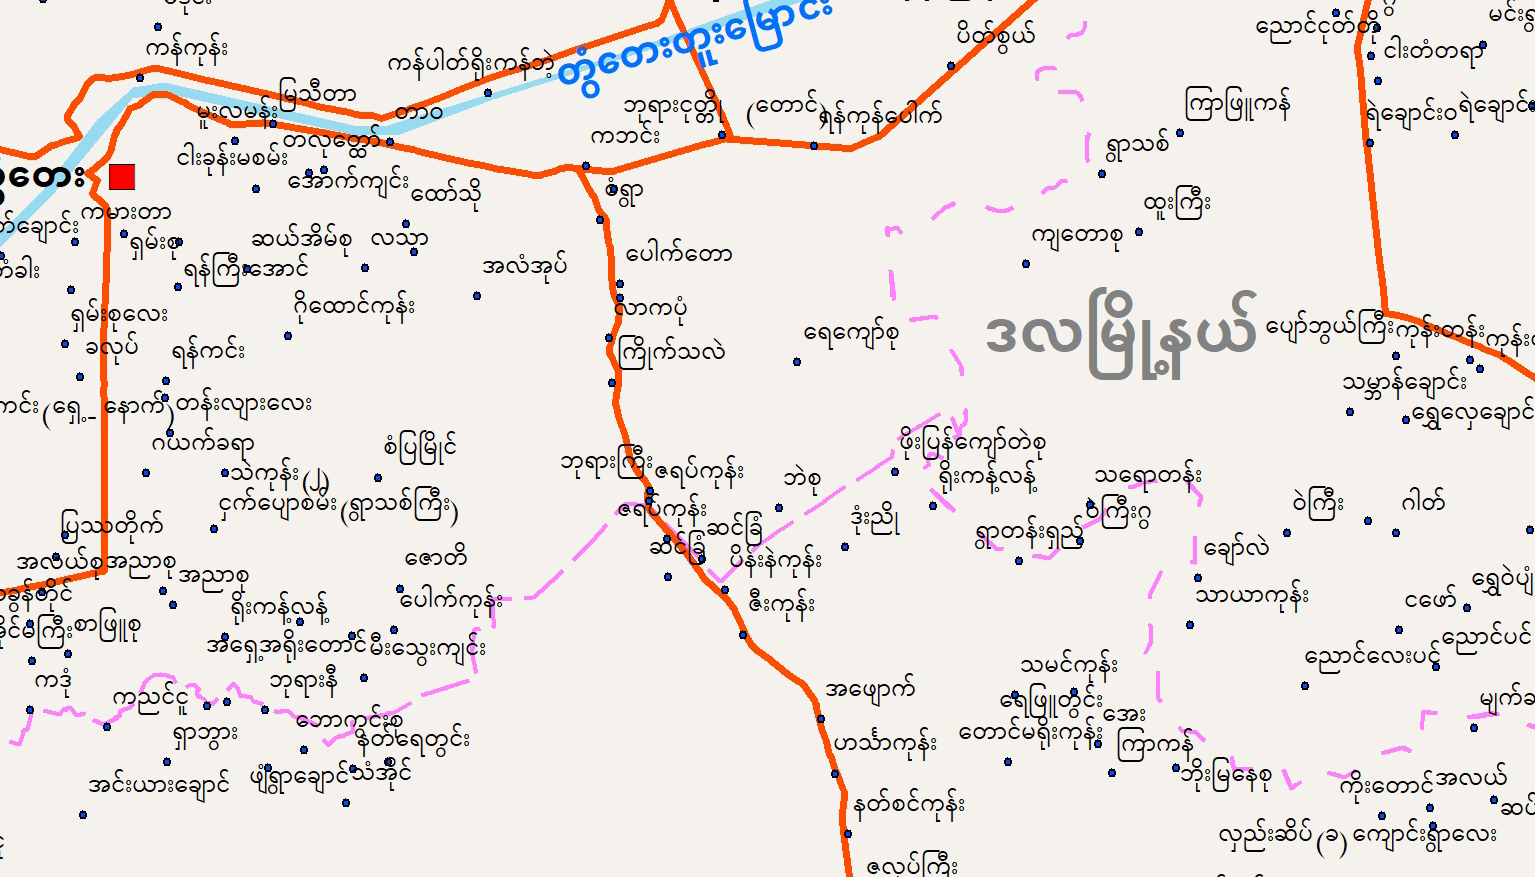 ကန်ကုန်း
ကန်ပါတ်ရိုးကန်ဘဲ့
တွံတေးတူးမြောင်း
ပိတ်စွယ်
ညောင်ငုတ်တို
ငါးတံတရာ
မြသီတာ
မူးလမန်း
တာဝ
ဘုရားငုတ္တို (တောင်)
ရန်ကုန်ပေါက်
ကြာဖြူကန်
ရဲချောင်းဝ
ရဲချောင်း
ကဘင်း
တလုတ္ထော်
ငါးခုန်းမစမ်း
အောက်ကျင်း
ထော်သို
စံရွာ
ရွာသစ်
ထူးကြီး
ကျတောစု
ကမားတာ
ရှမ်းစု
ဆယ်အိမ်စု
လသာ
ရန်ကြီးအောင်
အလံအုပ်
ပေါက်တော
လာကပုံ
ရှမ်းစုလေး
ဂိုထောင်ကုန်း
ခလုပ်
ရန်ကင်း
ကြိုက်သလဲ
ရေကျော်စု
ဒလမြို့နယ်
ပျော်ဘွယ်ကြီး
ကုန်းတန်း
သမ္ဘာန်ချောင်း
ရွှေလှေချောင်
တန်းလျားလေး
ဂယက်ခရာ
စံပြမြိုင်
သဲကုန်း(၂)
ငှက်ပျောစမ်း(ရွာသစ်ကြီး)
ဘုရားကြီး
ဇရပ်ကုန်း
ဇရပ်ကုန်း
ဘဲစု
ဖိုးပြန်ကျော်တဲစု
ရိုးကန့်လန့်
သရောတန်း
ဝဲကြီးဂွ
ဝဲကြီး
ဂါတ်
ပြဿတိုက်
အလယ်စု
အညာစု
အညာစု
ဇောတိ
ဆင်ခြံ
ဆင်ခြံ
ပိန်းနဲကုန်း
ဒုံးညို
ရွာတန်းရှည်
ချော်လဲ
သာယာကုန်း
ငဖော်
ရိုးကန့်လန့်
ပေါက်ကုန်း
ဇီးကုန်း
စာဖြူစု
အရှေ့အရိုးတောင်
မီးသွေးကျင်း
ညောင်ပင်
ညောင်လေးပင်
ကဒုံ
ကညင်ငူ
ဘုရားနီ
ဘောကွင်းစု
နတ်ရေတွင်း
ရှာဘွား
အဖျောက်
သမင်ကုန်း
ရေဖြူတွင်း
အေး
တောင်မရိုးကုန်း
ကြာကန်
ဘိုးမြနေစု
ဟင်္သာကုန်း
အင်းယားချောင်
သံအိုင်
နတ်စင်ကုန်း
ကိုးတောင်
အလယ်
လှည်းဆိပ်(ခ)
ကျောင်းရွာလေး
ဇလုပ်ကြီး